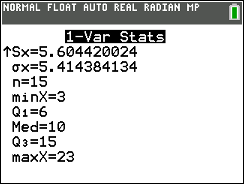 NORMAL FLOAT AUTO REAL RADIAN MP
1-Var Stats
↑Sx=5.604420024
σx=5.414384134
n=15
minX=3
Q₁=6
Med=10
Q₃=15
maxX=23